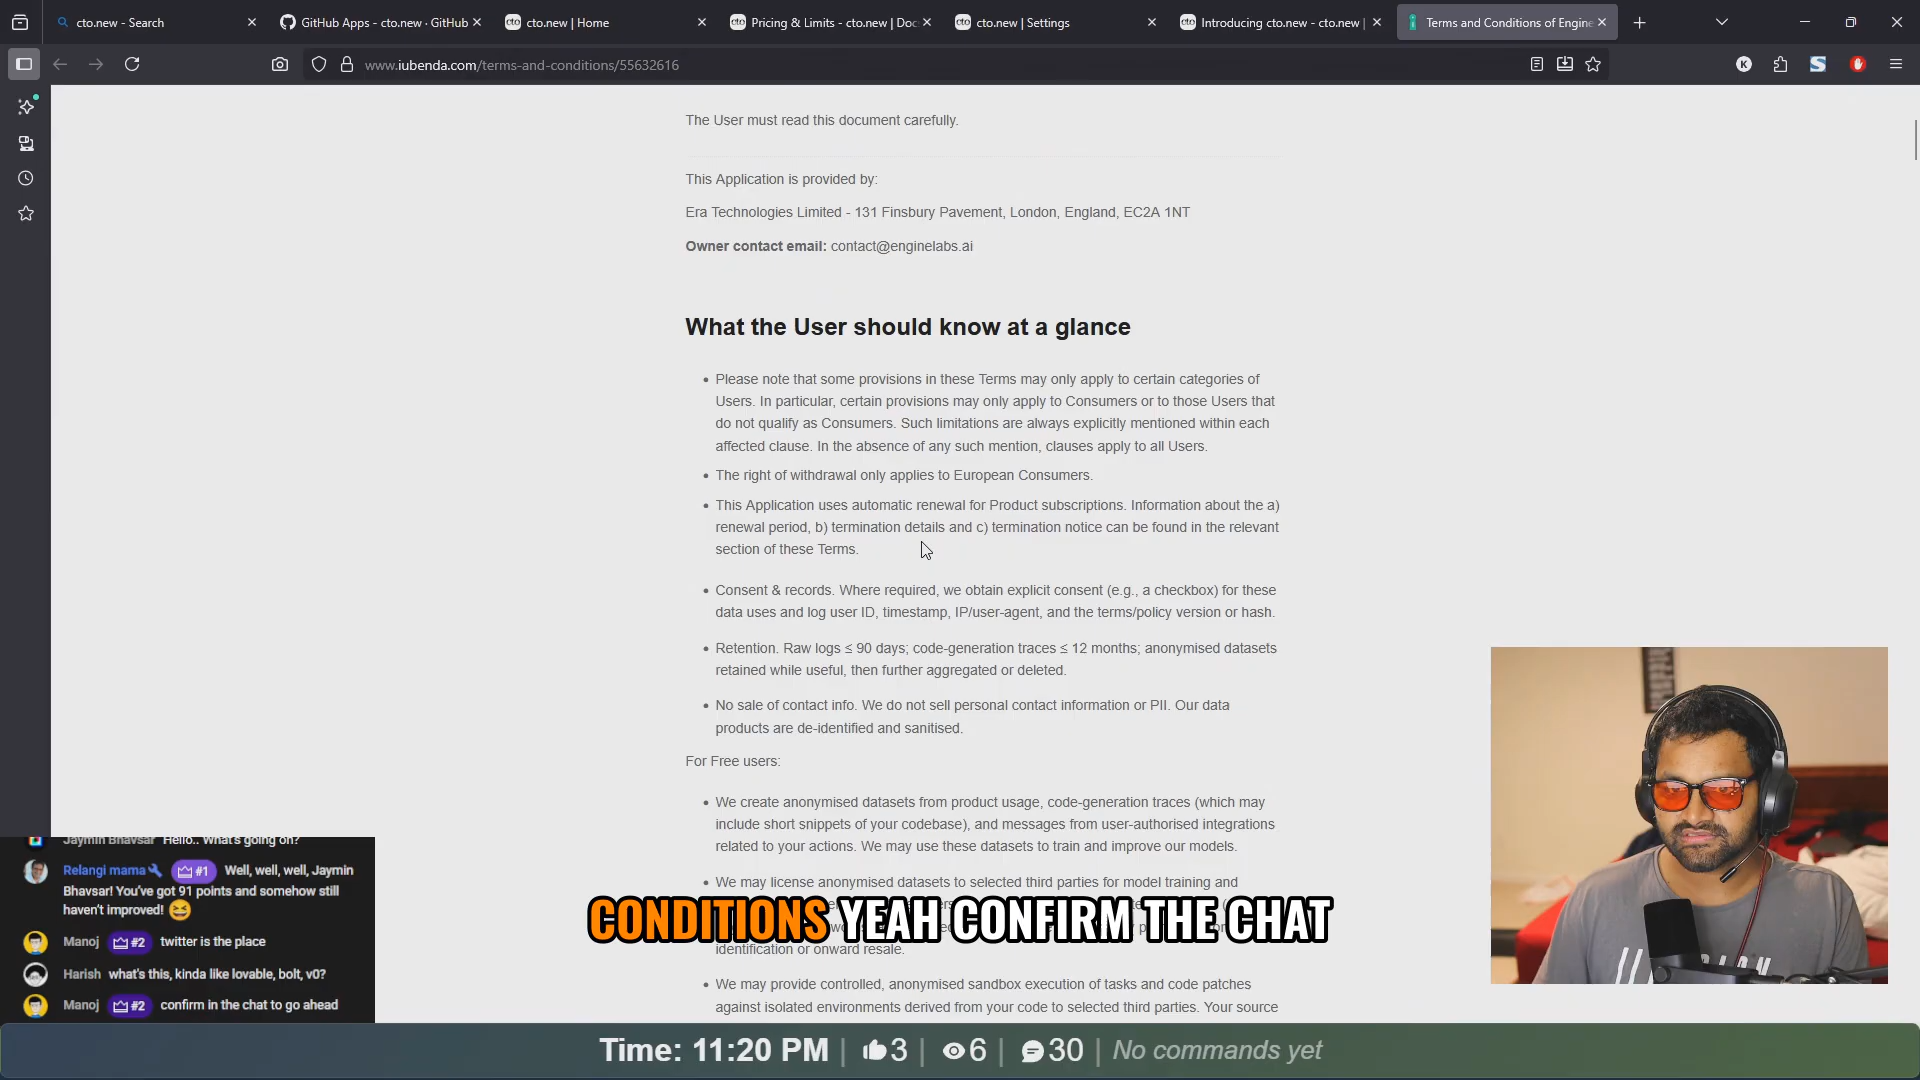 cto.new - Search
GitHub Apps - cto.new · GitHub
cto.new | Home
Pricing & Limits - cto.new | Doc
cto.new | Settings
Introducing cto.new - cto.new |
Terms and Conditions of Engine
www.iubenda.com/terms-and-conditions/55632616
The User must read this document carefully.
This Application is provided by:
Era Technologies Limited - 131 Finsbury Pavement, London, England, EC2A 1NT
Owner contact email: contact@enginelabs.ai
What the User should know at a glance
Please note that some provisions in these Terms may only apply to certain categories of
Users. In particular, certain provisions may only apply to Consumers or to those Users that
do not qualify as Consumers. Such limitations are always explicitly mentioned within each
affected clause. In the absence of any such mention, clauses apply to all Users.
The right of withdrawal only applies to European Consumers.
This Application uses automatic renewal for Product subscriptions. Information about the a)
renewal period, b) termination details and c) termination notice can be found in the relevant
section of these Terms.
Consent & records. Where required, we obtain explicit consent (e.g., a checkbox) for these
data uses and log user ID, timestamp, IP/user-agent, and the terms/policy version or hash.
Retention. Raw logs ≤ 90 days; code-generation traces ≤ 12 months; anonymised datasets
retained while useful, then further aggregated or deleted.
No sale of contact info. We do not sell personal contact information or PII. Our data
products are de-identified and sanitised.
For Free users:
We create anonymised datasets from product usage, code-generation traces (which may
include short snippets of your codebase), and messages from user-authorised integrations
related to your actions. We may use these datasets to train and improve our models.
We may license anonymised datasets to selected third parties for model training and
identification or onward resale.
We may provide controlled, anonymised sandbox execution of tasks and code patches
against isolated environments derived from your code to selected third parties. Your source
CONDITIONS YEAH CONFIRM THE CHAT
Jaymin Bhavsar Hello.. What's going on?
Relangi mama #1 Well, well, well, Jaymin
Bhavsar! You've got 91 points and somehow still
haven't improved!
Manoj #2 twitter is the place
Harish what's this, kinda like lovable, bolt, v0?
Manoj #2 confirm in the chat to go ahead
Time: 11:20 PM | 3 | 6 | 30 | No commands yet